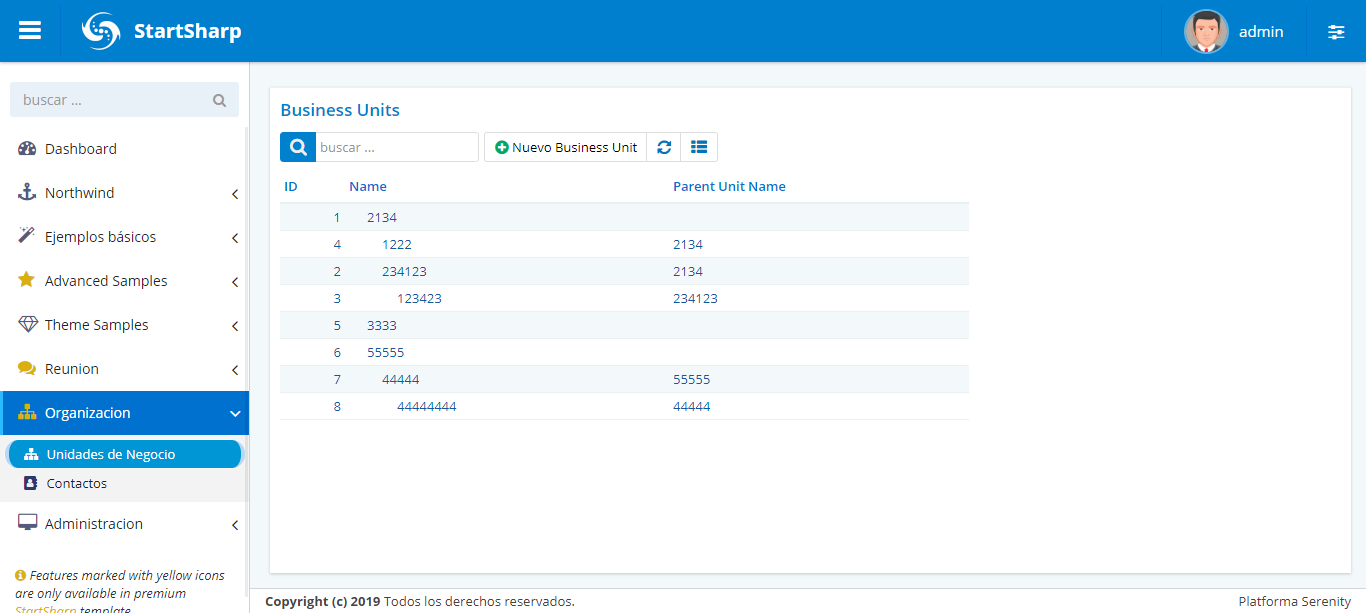 StartSharp
admin
buscar ...
Dashboard
Northwind
Ejemplos básicos
Advanced Samples
Theme Samples
Reunion
Organizacion
Unidades de Negocio
Contactos
Administracion
Features marked with yellow icons
are only available in premium
StartSharp template
Business Units
buscar ...
Nuevo Business Unit
ID Name Parent Unit Name
1 2134
4 1222 2134
2 234123 2134
3 123423 234123
5 3333
6 55555
7 44444 55555
8 44444444 44444
Copyright (c) 2019 Todos los derechos reservados.
Platforma Serenity